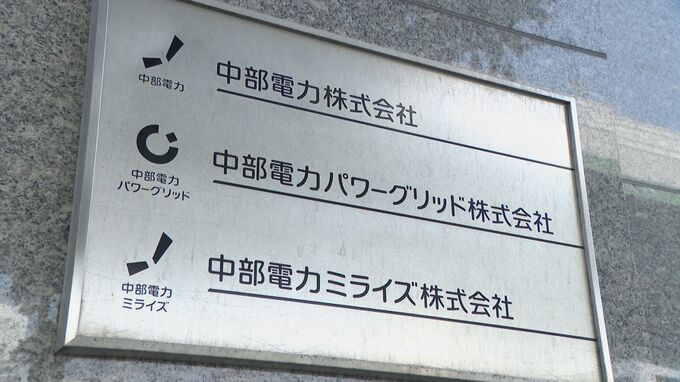 中部電力
中部電力株式会社
中部電力
パワーグリッド
中部電力パワーグリッド株式会社
中部電力
ミライズ
中部電力ミライズ株式会社